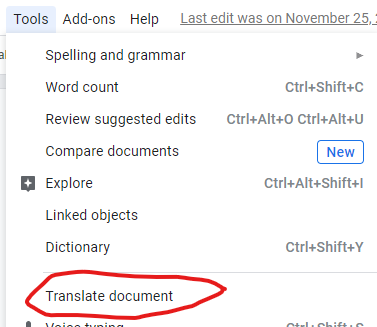 Tools Add-ons Help Last edit was on November 25,
Spelling and grammar ►
Word count Ctrl+Shift+C
Review suggested edits Ctrl+Alt+O Ctrl+Alt+U
Compare documents New
Explore Ctrl+Alt+Shift+I
Linked objects
Dictionary Ctrl+Shift+Y
Translate document
Voice typing Ctrl+Shift+S